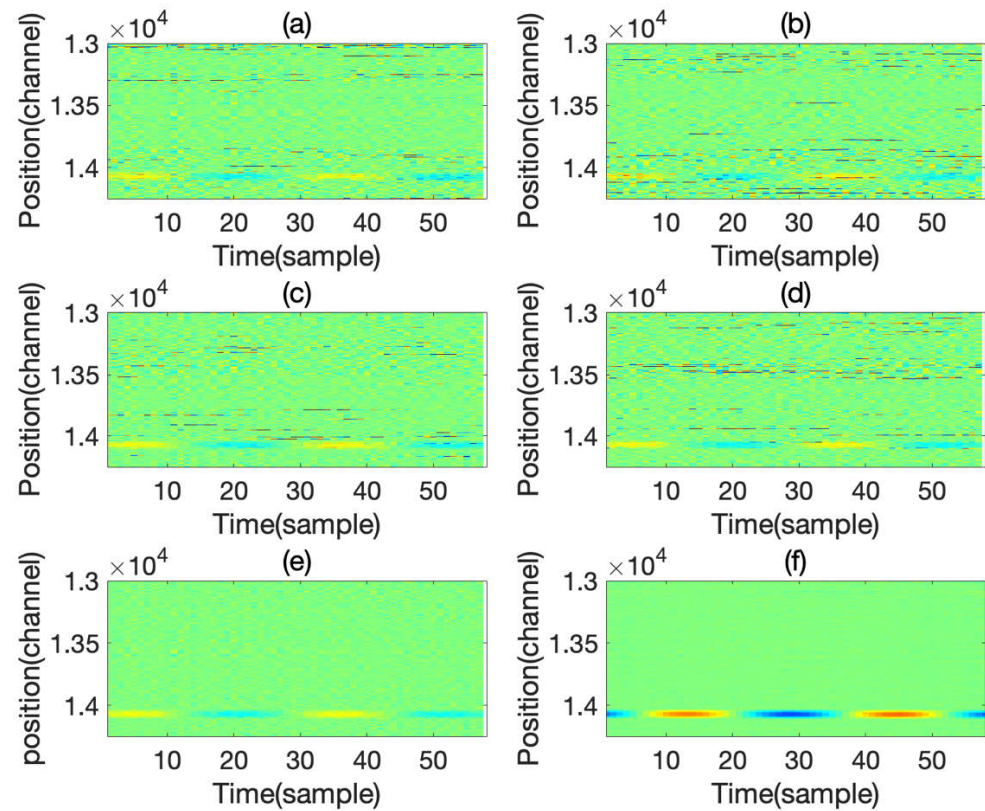 (a)
×10⁴
1.3
1.35
1.4
Position(channel)
10 20 30 40 50
Time(sample)
(b)
×10⁴
1.3
1.35
1.4
Position(channel)
10 20 30 40 50
Time(sample)
(c)
×10⁴
1.3
1.35
1.4
Position(channel)
10 20 30 40 50
Time(sample)
(d)
×10⁴
1.3
1.35
1.4
Position(channel)
10 20 30 40 50
Time(sample)
(e)
×10⁴
1.3
1.35
1.4
position(channel)
10 20 30 40 50
Time(sample)
(f)
×10⁴
1.3
1.35
1.4
Position(channel)
10 20 30 40 50
Time(sample)